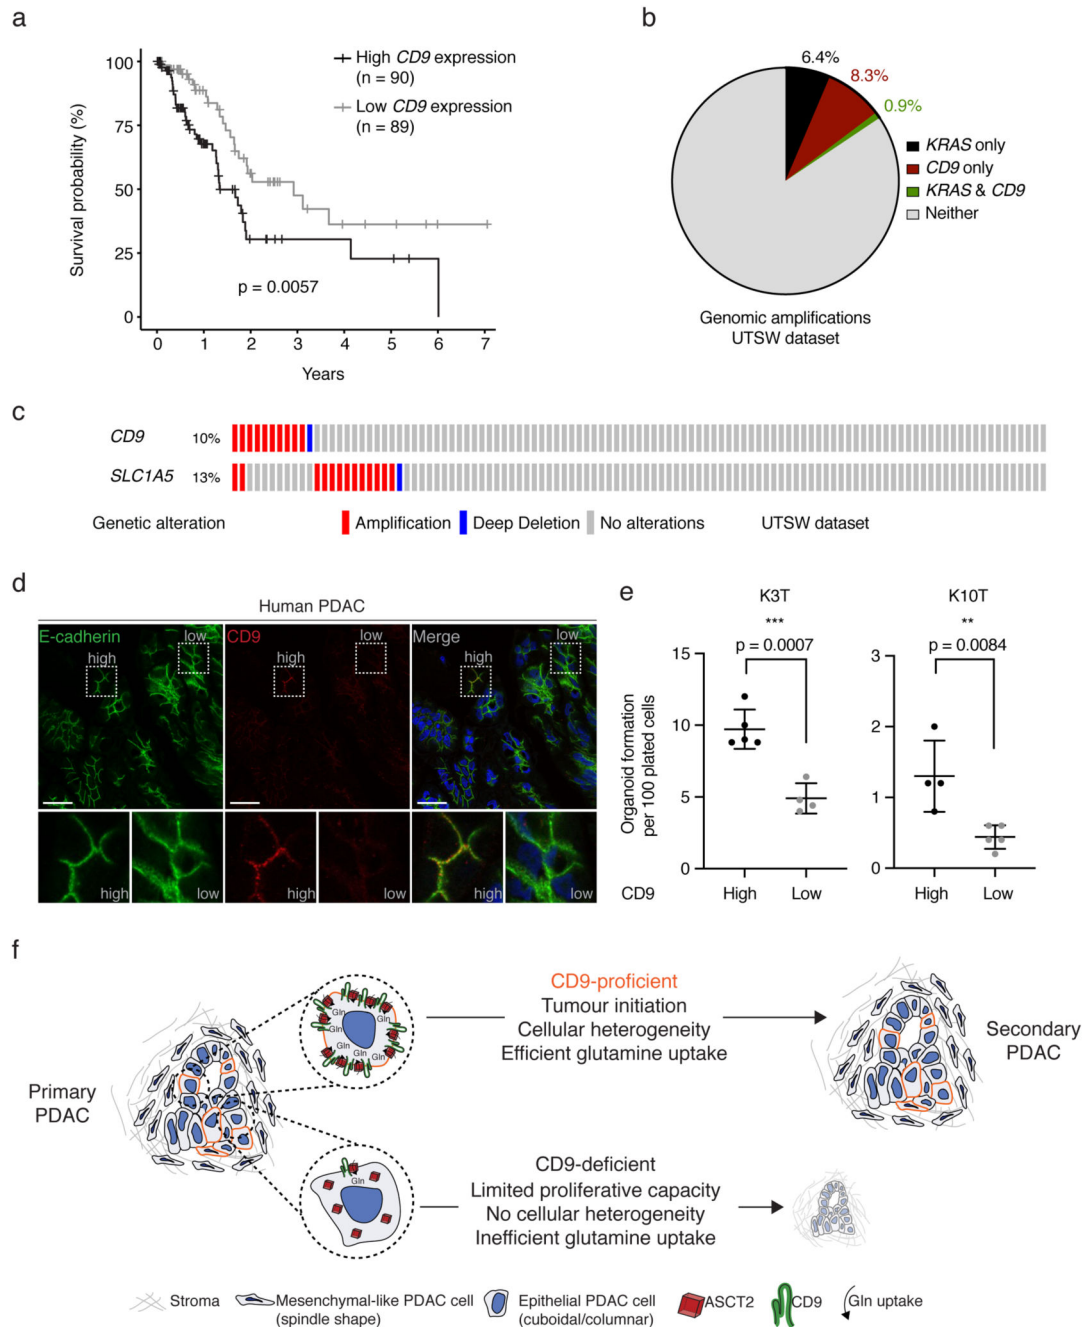 a
100
75
50
25
0
Survival probability (%)
0 1 2 3 4 5 6 7
Years
High CD9 expression
(n = 90)
Low CD9 expression
(n = 89)
p = 0.0057
b
6.4%
8.3%
0.9%
KRAS only
CD9 only
KRAS & CD9
Neither
Genomic amplifications
UTSW dataset
c
CD9 10%
SLC1A5 13%
Genetic alteration Amplification Deep Deletion No alterations UTSW dataset
d
Human PDAC
E-cadherin CD9 Merge
low low low
high high high
high low high low high low
e
K3T
***
p = 0.0007
15
10
5
0
Organoid formation
per 100 plated cells
K10T
**
p = 0.0084
3
2
1
0
CD9 High Low High Low
f
Primary
PDAC
Gln Gln Gln Gln Gln Gln Gln
Gln
CD9-proficient
Tumour initiation
Cellular heterogeneity
Efficient glutamine uptake
Secondary
PDAC
CD9-deficient
Limited proliferative capacity
No cellular heterogeneity
Inefficient glutamine uptake
Stroma
Mesenchymal-like PDAC cell
(spindle shape)
Epithelial PDAC cell
(cuboidal/columnar)
ASCT2
CD9
Gln uptake